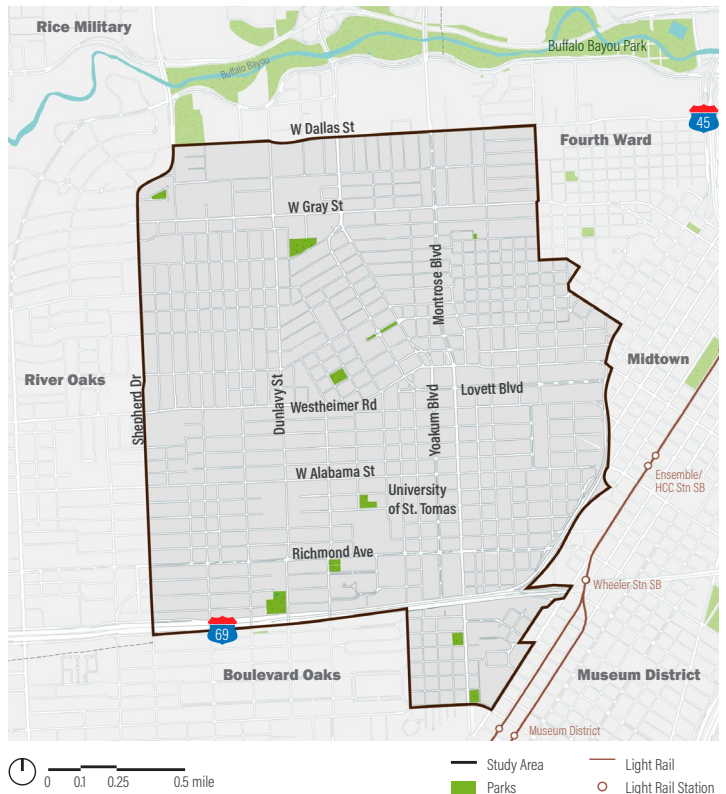 Rice Military
Buffalo Bayou Park
Buffalo Bayou
45
W Dallas St
Fourth Ward
W Gray St
Montrose Blvd
Midtown
River Oaks
Shepherd Dr
Dunlavy St
Westheimer Rd
Yoakum Blvd
Lovett Blvd
W Alabama St
Ensemble/
HCC Stn SB
University
of St. Tomas
Richmond Ave
Wheeler Stn SB
69
Boulevard Oaks
Museum District
Museum District
0 0.1 0.25 0.5 mile
Study Area
Light Rail
Parks
Light Rail Station